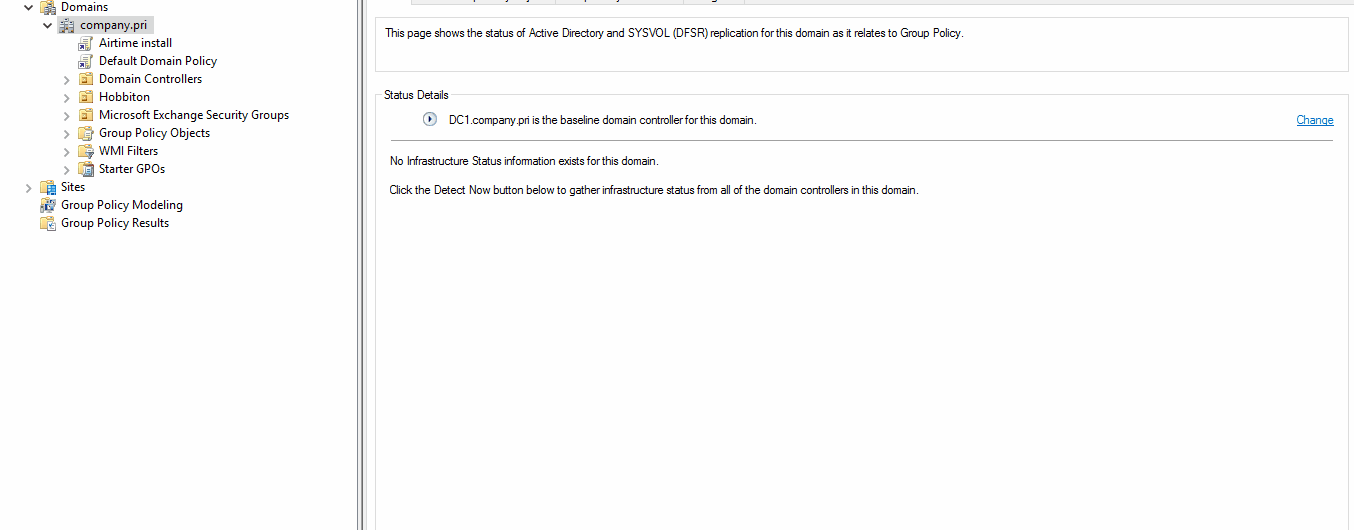 Domains
company.pri
Airtime install
Default Domain Policy
Domain Controllers
Hobbiton
Microsoft Exchange Security Groups
Group Policy Objects
WMI Filters
Starter GPOs
Sites
Group Policy Modeling
Group Policy Results
This page shows the status of Active Directory and SYSVOL (DFSR) replication for this domain as it relates to Group Policy.
Status Details
DC1.company.pri is the baseline domain controller for this domain.
Change
No Infrastructure Status information exists for this domain.
Click the Detect Now button below to gather infrastructure status from all of the domain controllers in this domain.